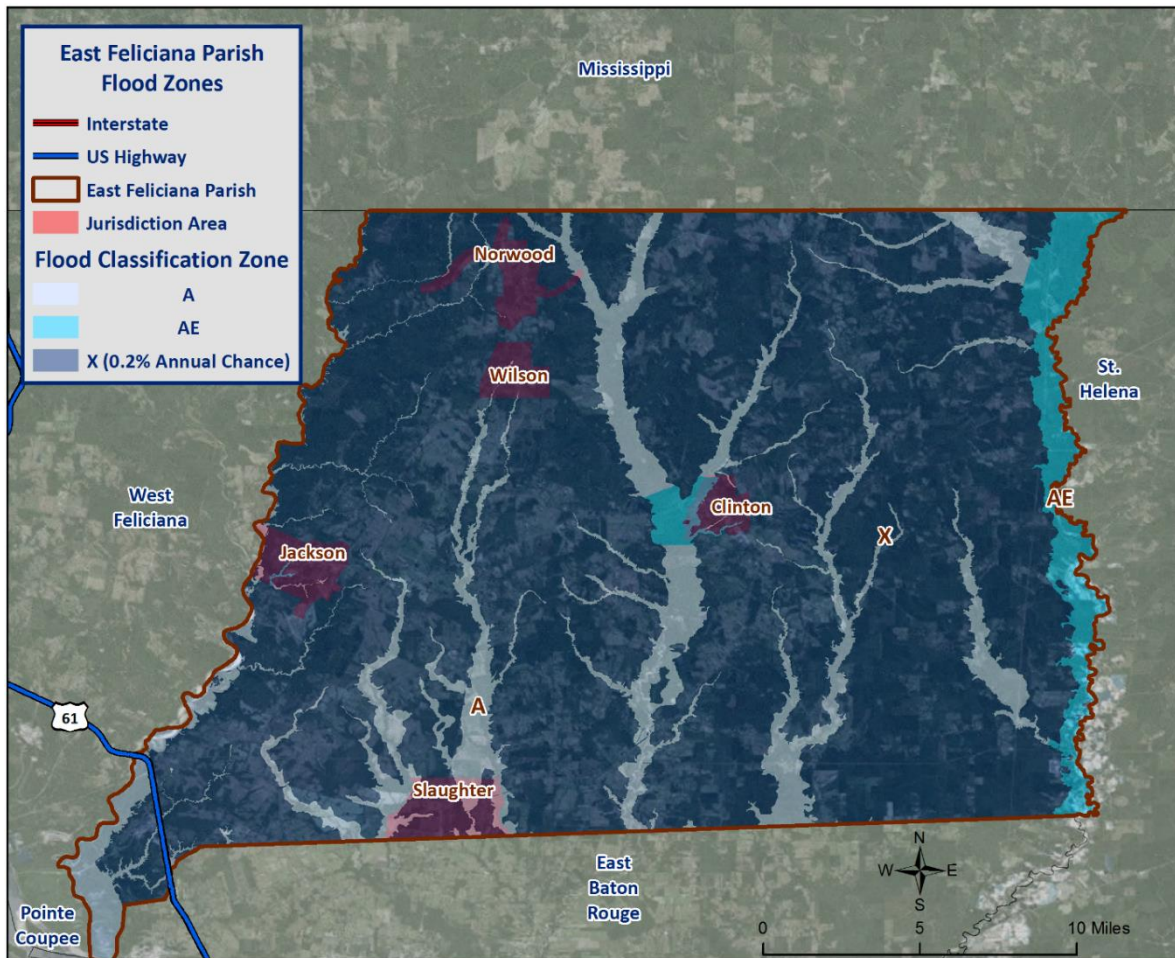 East Feliciana Parish
Flood Zones
Interstate
US Highway
East Feliciana Parish
Jurisdiction Area
Flood Classification Zone
A
AE
X (0.2% Annual Chance)
Mississippi
Norwood
Wilson
St.
Helena
West
Feliciana
Clinton
AE
X
Jackson
A
61
Slaughter
East
Baton
Rouge
Pointe
Coupee
N
W E
S
0 5 10 Miles